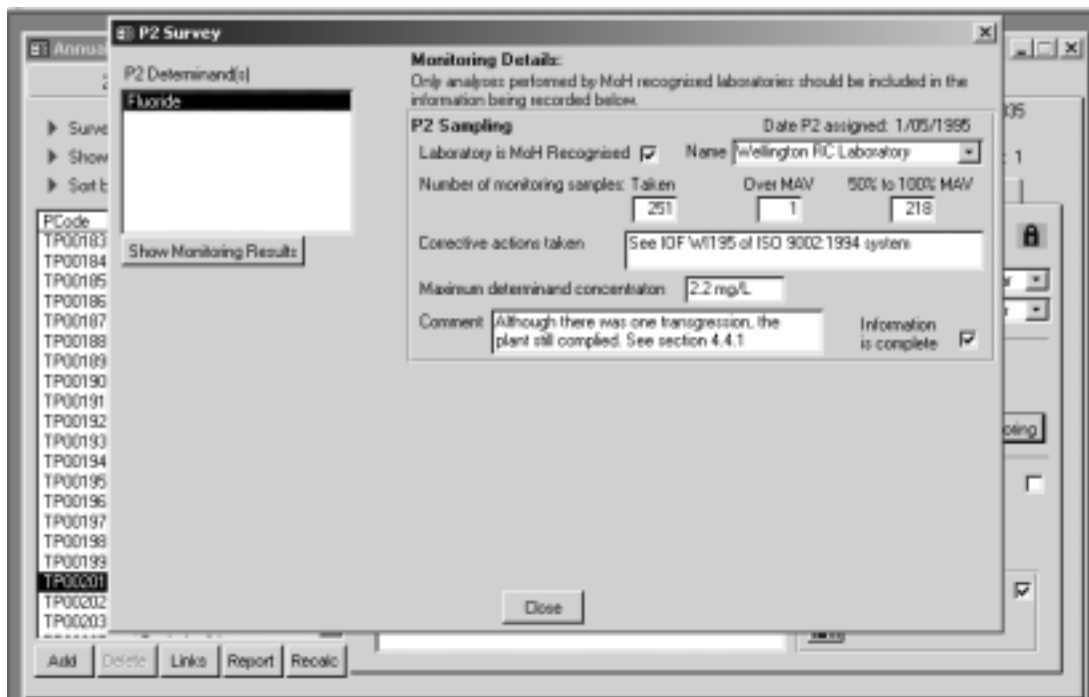 P2 Survey
Annua
P2 Determinand(s)
Fluoride
Show Monitoring Results
Monitoring Details:
Only analyses performed by MoH recognised laboratories should be included in the
information being recorded below.
P2 Sampling
Date P2 assigned: 1/05/1995
Laboratory is MoH Recognised
Name Wellington RC Laboratory
Number of monitoring samples: Taken Over MAV 50% to 100% MAV
251 1 218
Corrective actions taken See IOF WI195 of ISO 9002:1994 system
Maximum determinand concentraton 2.2 mg/L
Comment Although there was one transgression, the
plant still complied. See section 4.4.1
Information
is complete
Close
Surve
Show
Sort b
PCode
TP00183
TP00184
TP00185
TP00186
TP00187
TP00188
TP00189
TP00190
TP00191
TP00192
TP00193
TP00194
TP00195
TP00196
TP00197
TP00198
TP00199
TP00201
TP00202
TP00203
: 1
oring
Add Delete Links Report Recalc